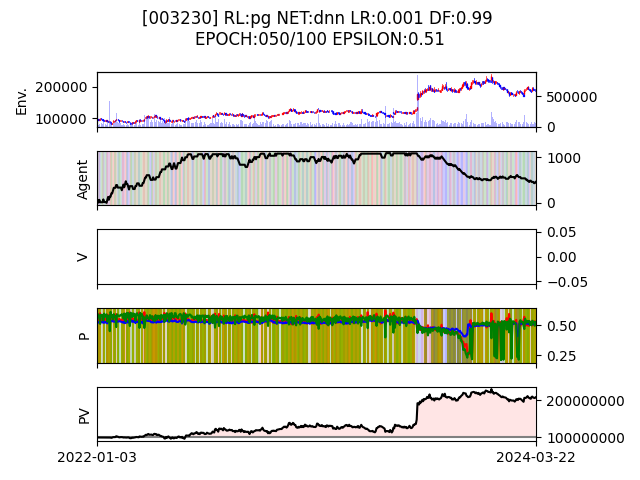 [003230] RL:pg NET:dnn LR:0.001 DF:0.99
EPOCH:050/100 EPSILON:0.51
Env.
200000
100000
500000
0
Agent
1000
0
V
0.05
0.00
−0.05
P
0.50
0.25
PV
200000000
100000000
2022-01-03
2024-03-22